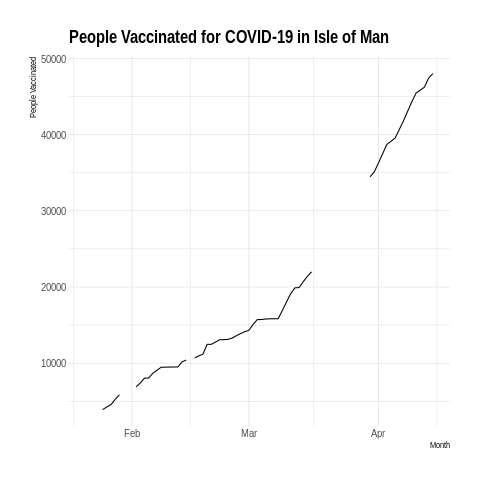 People Vaccinated for COVID-19 in Isle of Man
People Vaccinated
50000
40000
30000
20000
10000
Feb
Mar
Apr
Month